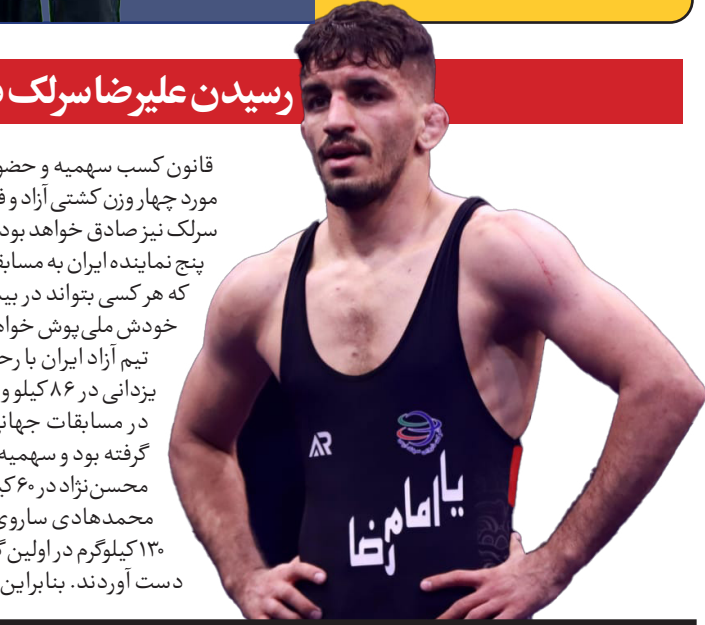 رسیدن علیرضا سرلک
قانون کسب سهمیه و حضو
مورد چهار وزن کشتی آزاد و ف
سرلک نیز صادق خواهد بود
پنج نماینده ایران به مسابق
که هر کسی بتواند در بی
خودش ملی‌پوش خواه
تیم آزاد ایران با رح
یزدانی در ۸۶ کیلو و
در مسابقات جهان
گرفته بود و سهمیه
محسن‌نژاد در ۶۰ کی
محمدهادی ساروی
۱۳۰ کیلوگرم در اولین گ
دست آوردند. بنابراین
AR
یا امام رضا